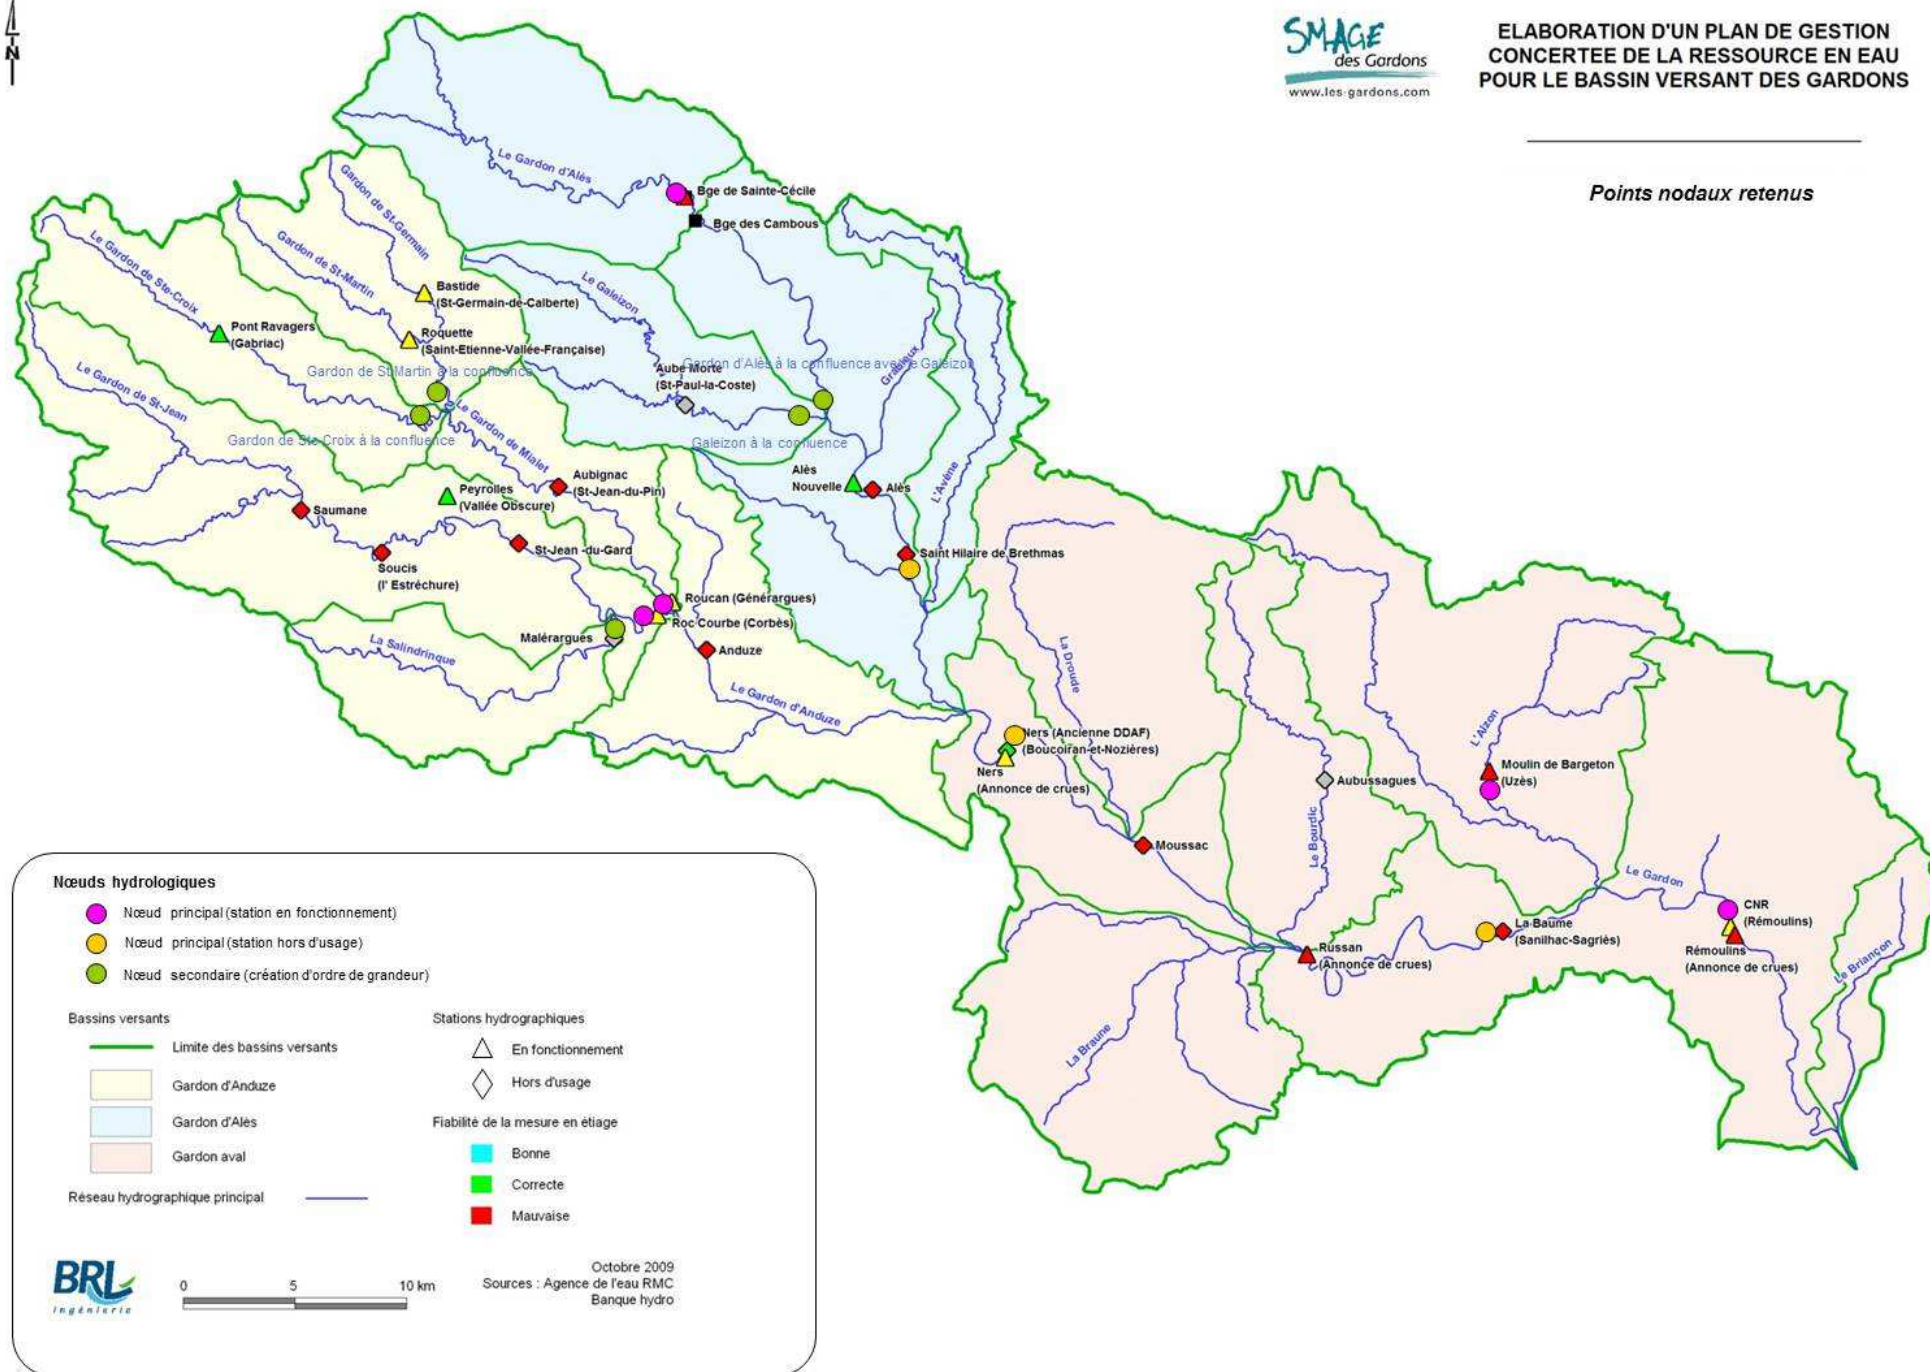 N
SMAGE
des Gardons
www.les-gardons.com
ELABORATION D'UN PLAN DE GESTION
CONCERTEE DE LA RESSOURCE EN EAU
POUR LE BASSIN VERSANT DES GARDONS
Points nodaux retenus
Le Gardon d'Alès
Bge de Sainte-Cécile
Bge des Cambous
Gardon de St-Germain
Gardon de St-Martin
Le Gardon de Ste-Croix
Le Galeizon
Bastide
(St-Germain-de-Calberte)
Pont Ravagers
(Gabriac)
Roquette
(Saint-Etienne-Vallée-Française)
Gardon de St Martin à la confluence
Gardon d'Alès à la confluence avec le Galeizon
Grabieux
Aube Morte
(St-Paul-la-Coste)
Le Gardon de St-Jean
Le Gardon de Mialet
Gardon de Ste Croix à la confluence
Galeizon à la confluence
L'Avène
Aubignac
(St-Jean-du-Pin)
Alès
Nouvelle
Alès
Peyrolles
(Vallée Obscure)
Saumane
St-Jean -du-Gard
Saint Hilaire de Brethmas
Soucis
(l' Estréchure)
Roucan (Générargues)
Roc Courbe (Corbès)
Malérargues
La Salindrinque
Anduze
Le Gardon d'Anduze
La Droude
Ners (Ancienne DDAF)
(Boucoiran-et-Nozières)
Ners
(Annonce de crues)
L'Alzon
Moulin de Bargeton
(Uzès)
Aubussagues
Le Bourdic
Moussac
Le Gardon
CNR
(Rémoulins)
La Baume
(Sanilhac-Sagriès)
Russan
(Annonce de crues)
Rémoulins
(Annonce de crues)
Le Briançon
La Braune
Nœuds hydrologiques
Nœud principal (station en fonctionnement)
Nœud principal (station hors d'usage)
Nœud secondaire (création d'ordre de grandeur)
Bassins versants
Limite des bassins versants
Gardon d'Anduze
Gardon d'Alès
Gardon aval
Réseau hydrographique principal
Stations hydrographiques
En fonctionnement
Hors d'usage
Fiabilité de la mesure en étiage
Bonne
Correcte
Mauvaise
BRL
Ingénierie
0 5 10 km
Octobre 2009
Sources : Agence de l'eau RMC
Banque hydro